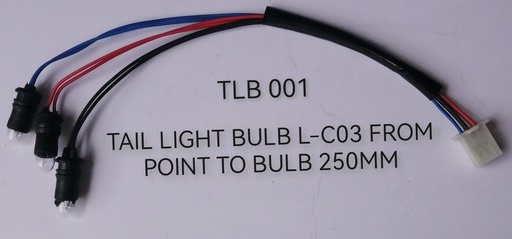 TLB 001
TAIL LIGHT BULB L-C03 FROM
POINT TO BULB 250MM